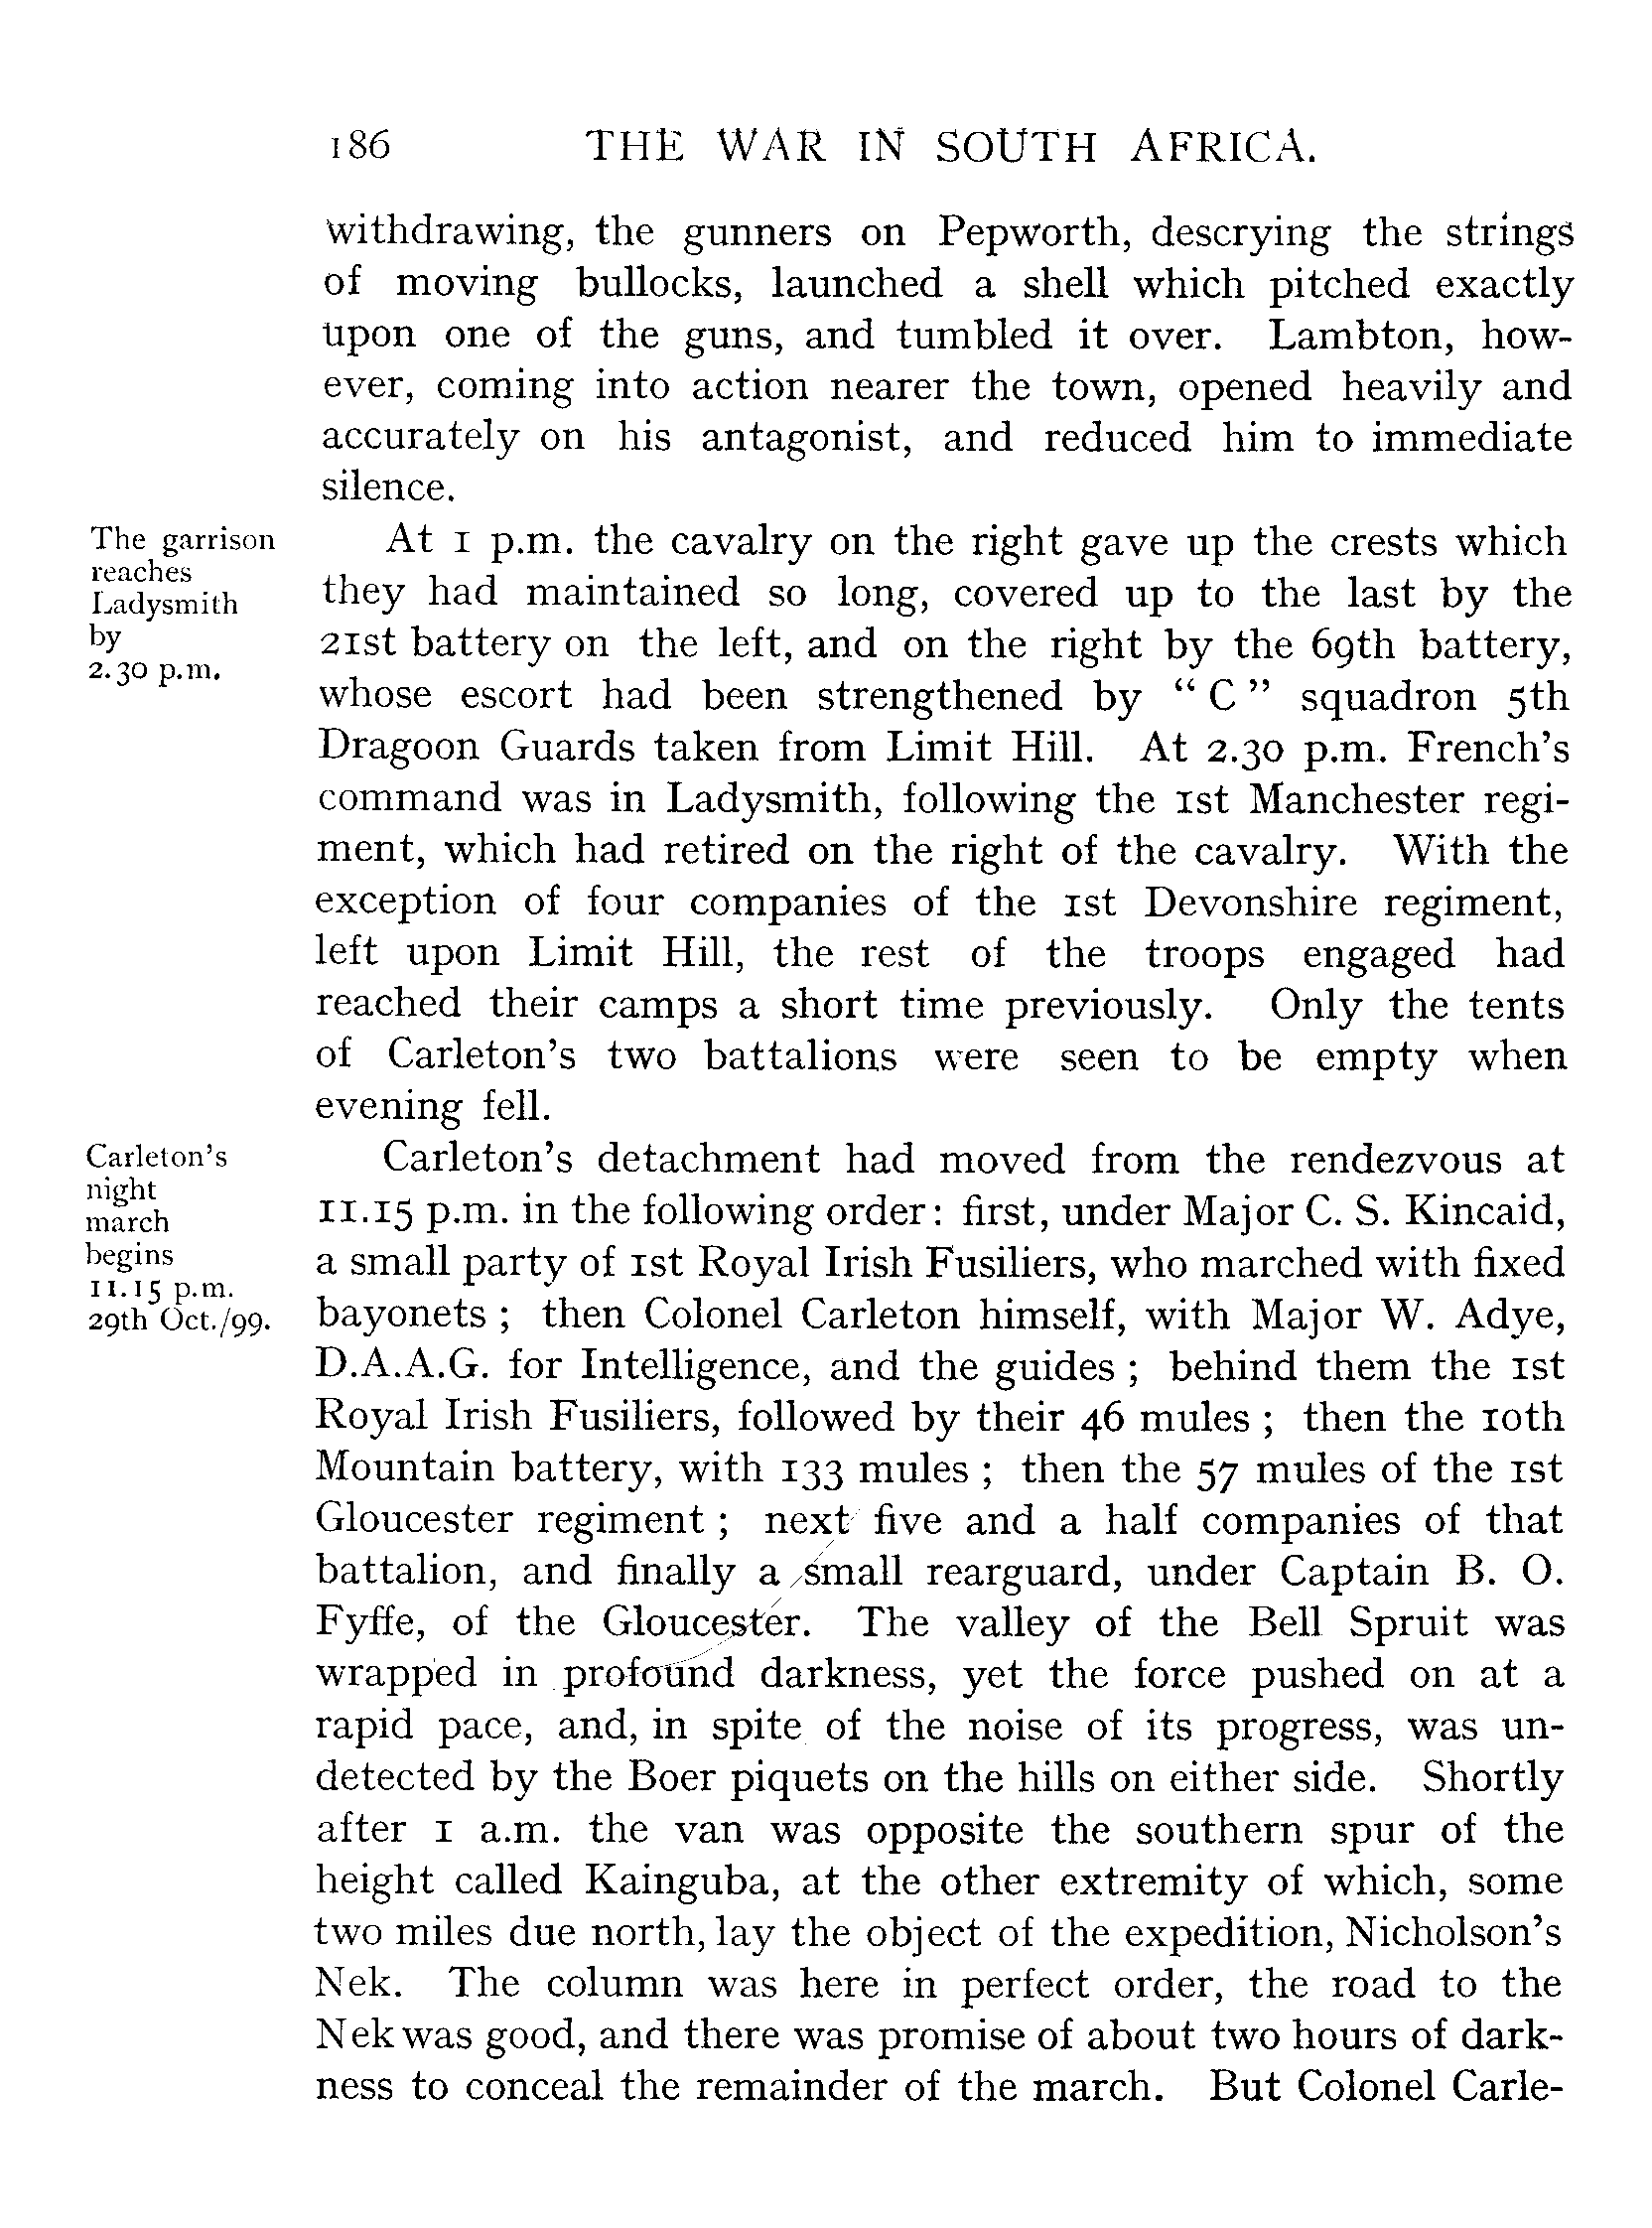 186 THE WAR IN SOUTH AFRICA.
withdrawing, the gunners on Pepworth, descrying the strings
of moving bullocks, launched a shell which pitched exactly
upon one of the guns, and tumbled it over. Lambton, how-
ever, coming into action nearer the town, opened heavily and
accurately on his antagonist, and reduced him to immediate
silence.
The garrison
reaches
Ladysmith
by
2.30 p.m.
At 1 p.m. the cavalry on the right gave up the crests which
they had maintained so long, covered up to the last by the
21st battery on the left, and on the right by the 69th battery,
whose escort had been strengthened by “ C ” squadron 5th
Dragoon Guards taken from Limit Hill. At 2.30 p.m. French’s
command was in Ladysmith, following the 1st Manchester regi-
ment, which had retired on the right of the cavalry. With the
exception of four companies of the 1st Devonshire regiment,
left upon Limit Hill, the rest of the troops engaged had
reached their camps a short time previously. Only the tents
of Carleton’s two battalions were seen to be empty when
evening fell.
Carleton’s
night
march
begins
11.15 p.m.
29th Oct./99.
Carleton’s detachment had moved from the rendezvous at
11.15 p.m. in the following order: first, under Major C. S. Kincaid,
a small party of 1st Royal Irish Fusiliers, who marched with fixed
bayonets ; then Colonel Carleton himself, with Major W. Adye,
D.A.A.G. for Intelligence, and the guides ; behind them the 1st
Royal Irish Fusiliers, followed by their 46 mules ; then the 10th
Mountain battery, with 133 mules ; then the 57 mules of the 1st
Gloucester regiment ; next five and a half companies of that
battalion, and finally a small rearguard, under Captain B. O.
Fyffe, of the Gloucester. The valley of the Bell Spruit was
wrapped in profound darkness, yet the force pushed on at a
rapid pace, and, in spite of the noise of its progress, was un-
detected by the Boer piquets on the hills on either side. Shortly
after 1 a.m. the van was opposite the southern spur of the
height called Kainguba, at the other extremity of which, some
two miles due north, lay the object of the expedition, Nicholson’s
Nek. The column was here in perfect order, the road to the
Nek was good, and there was promise of about two hours of dark-
ness to conceal the remainder of the march. But Colonel Carle-